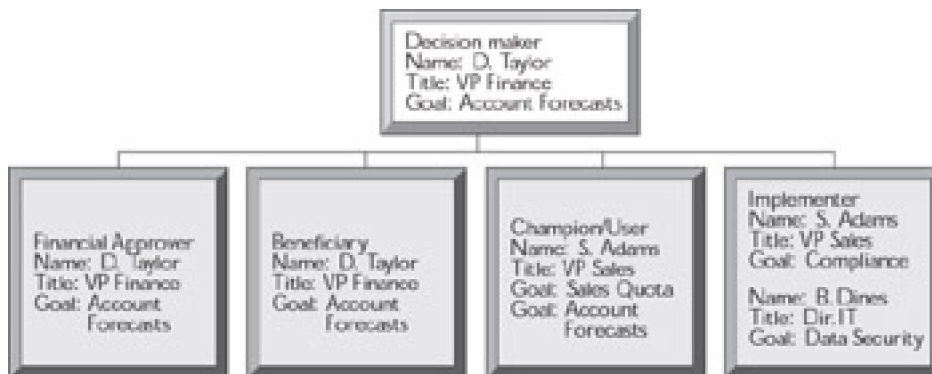 Decision maker
Name: D. Taylor
Title: VP Finance
Goal: Account Forecasts
Financial Approver
Name: D. Taylor
Title: VP Finance
Goal: Account
Forecasts
Beneficiary
Name: D. Taylor
Title: VP Finance
Goal: Account
Forecasts
Champion/User
Name: S. Adams
Title: VP Sales
Goal: Sales Quota
Goal: Account
Forecasts
Implementer
Name: S. Adams
Title: VP Sales
Goal: Compliance
Name: B. Dines
Title: Dir. IT
Goal: Data Security